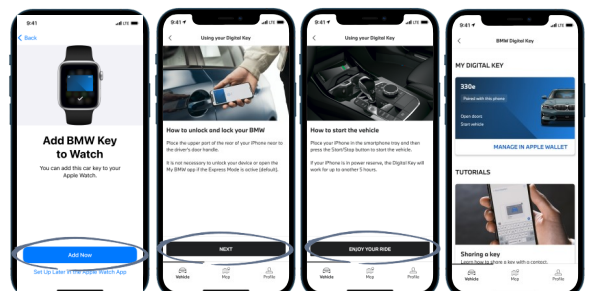 9:41
LTE
Back
Add BMW Key
to Watch
You can add this car key to your
Apple Watch.
Add Now
Set Up Later in the Apple Watch App
9:41
LTE
Using your Digital Key
How to unlock and lock your BMW
Place the upper part of the rear of your iPhone near to
the driver's door handle.
It is not necessary to unlock your device or open the
My BMW app if the Express Mode is active (default).
NEXT
Vehicle
Map
Profile
9:41
LTE
Using your Digital Key
How to start the vehicle
Place your iPhone in the smartphone tray and then
press the Start/Stop button to start the vehicle.
If your iPhone is in power reserve, the Digital Key will
work for up to another 5 hours.
ENJOY YOUR RIDE
Vehicle
Map
Profile
9:41
LTE
BMW Digital Key
MY DIGITAL KEY
330e
Paired with this phone
Open doors
Start vehicle
MANAGE IN APPLE WALLET
TUTORIALS
Sharing a key
Learn how to share a key with a contact.
Vehicle
Map
Profile